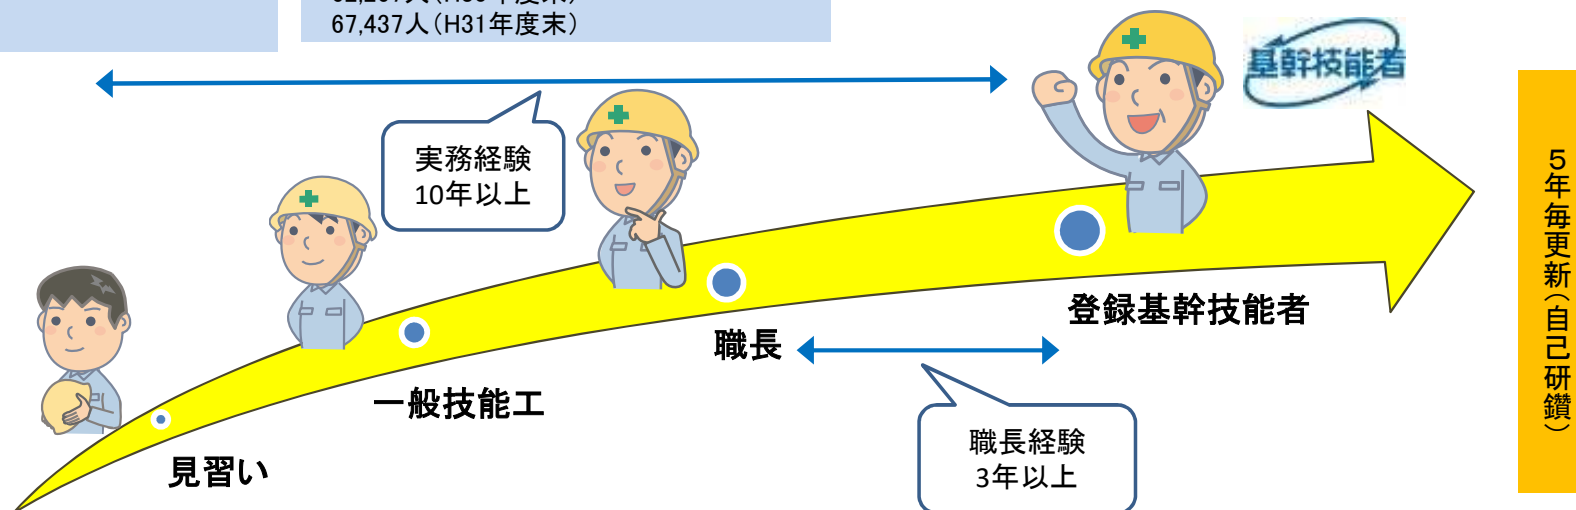 67,437人（H31年度末）
基幹技能者
実務経験
10年以上
登録基幹技能者
職長
一般技能工
職長経験
3年以上
見習い
５年毎更新（自己研鑽）